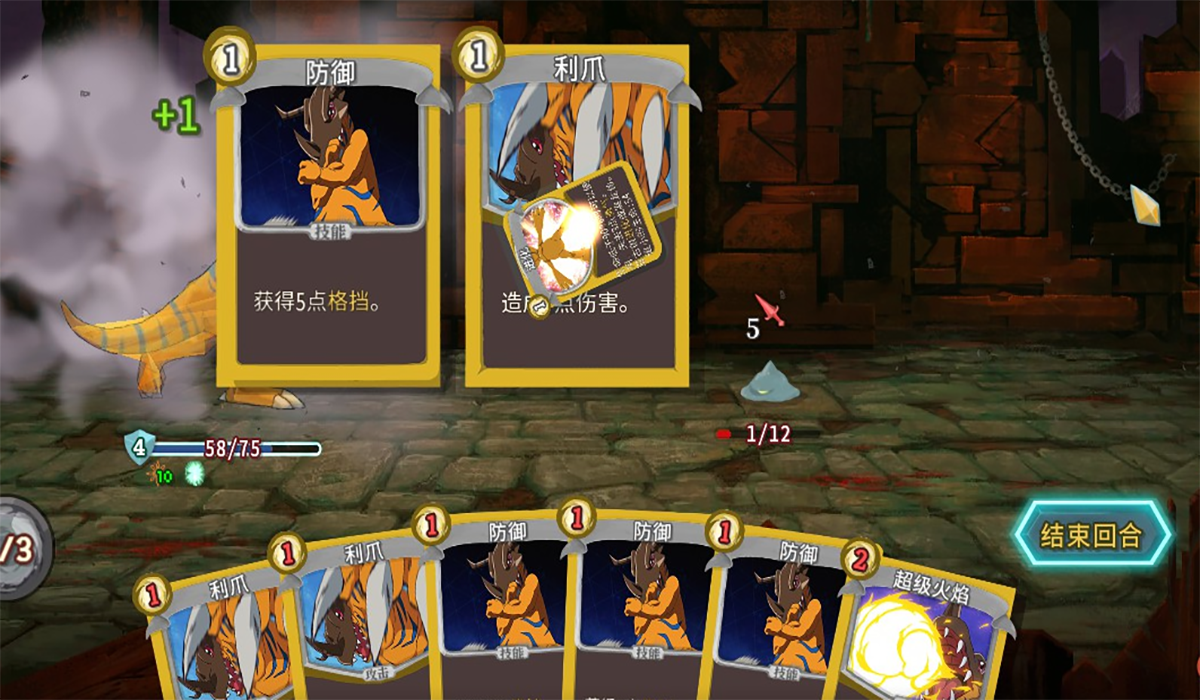 1
防御
技能
获得5点格挡。
+1
1
利爪
造成点伤害。
5
1/12
4
58/75
10
/3
结束回合
1
利爪
1
利爪
攻击
1
防御
技能
1
防御
技能
1
防御
技能
2
超级火焰